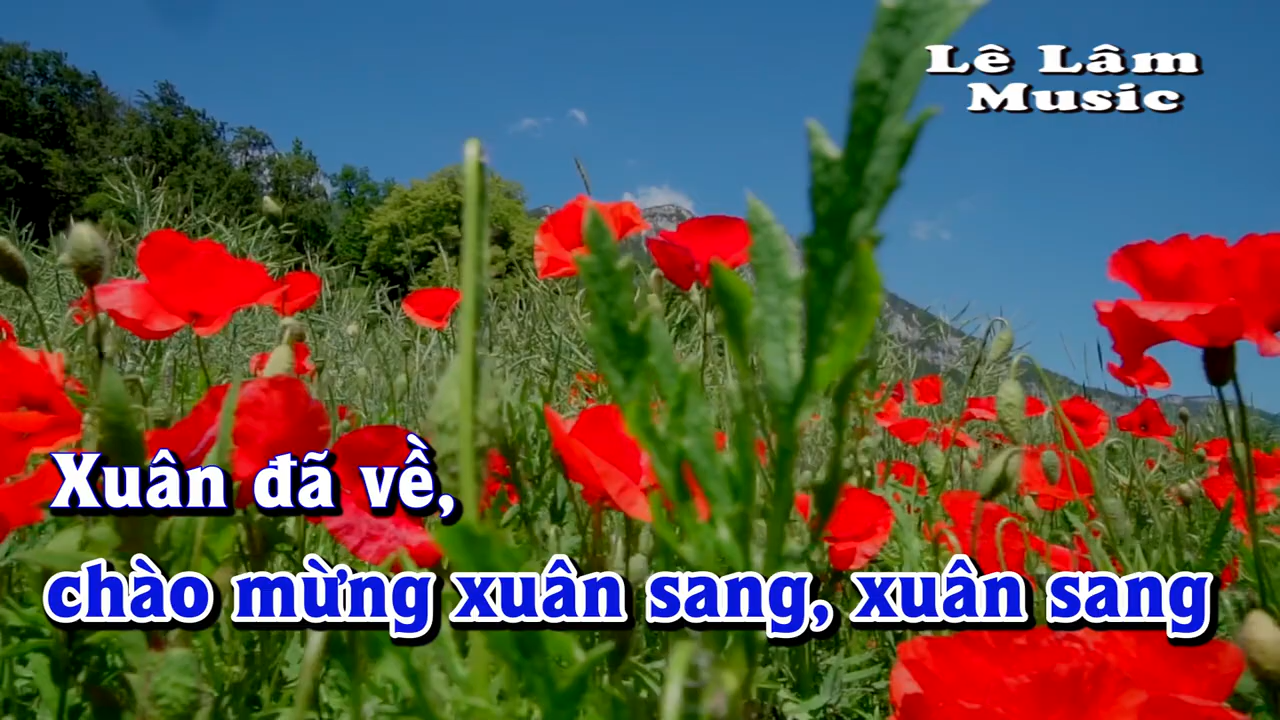 Lê Lâm
Music
Xuân đã về,
chào mừng xuân sang, xuân sang